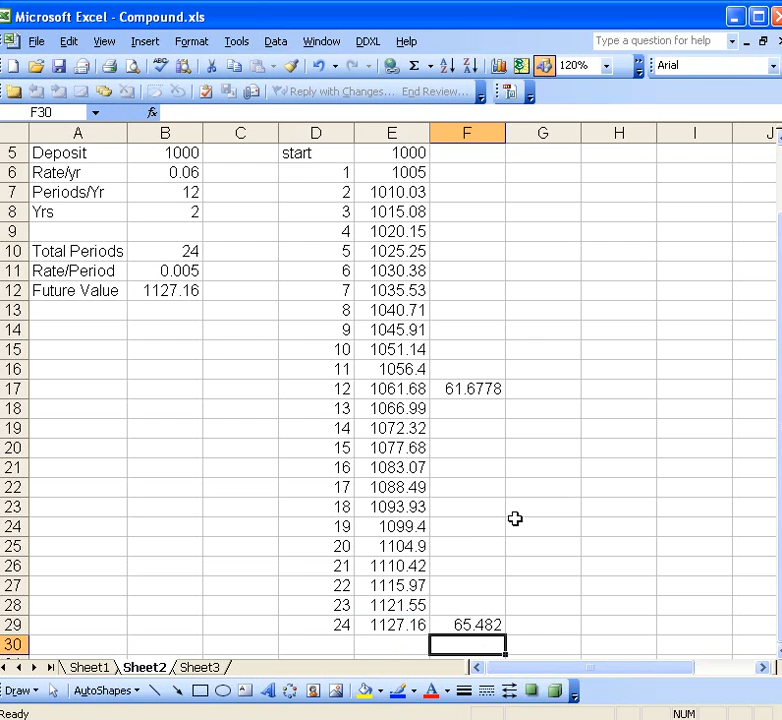 Microsoft Excel - Compound.xls
File Edit View Insert Format Tools Data Window DDXL Help Type a question for help
ABC Σ A Z Z A 120% Arial
Reply with Changes... End Review...
F30 fx
A B C D E F G H I J
5 Deposit 1000 start 1000
6 Rate/yr 0.06 1 1005
7 Periods/Yr 12 2 1010.03
8 Yrs 2 3 1015.08
9 4 1020.15
10 Total Periods 24 5 1025.25
11 Rate/Period 0.005 6 1030.38
12 Future Value 1127.16 7 1035.53
13 8 1040.71
14 9 1045.91
15 10 1051.14
16 11 1056.4
17 12 1061.68 61.6778
18 13 1066.99
19 14 1072.32
20 15 1077.68
21 16 1083.07
22 17 1088.49
23 18 1093.93
24 19 1099.4
25 20 1104.9
26 21 1110.42
27 22 1115.97
28 23 1121.55
29 24 1127.16 65.482
30
Sheet1 Sheet2 Sheet3
Draw AutoShapes A A A
Ready NUM